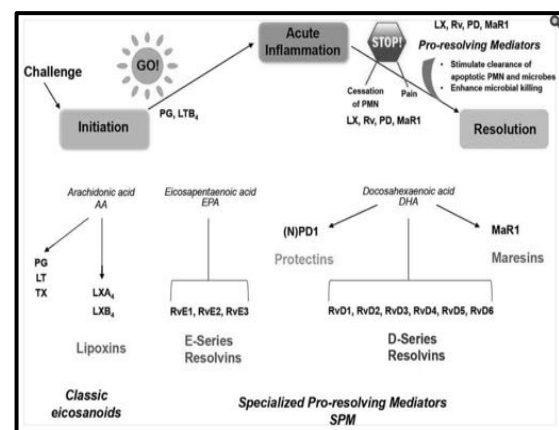 LX, Rv, PD, MaR1
Acute
Inflammation
STOP!
Pro-resolving Mediators
GO!
• Stimulate clearance of
apoptotic PMN and microbes
• Enhance microbial killing
Challenge
Cessation
of PMN
Pain
PG, LTB4
LX, Rv, PD, MaR1
Initiation
Resolution
Arachidonic acid
AA
Eicosapentaenoic acid
EPA
Docosahexaenoic acid
DHA
(N)PD1
MaR1
Protectins
Maresins
PG
LT
TX
LXA4
LXB4
RvE1, RvE2, RvE3
RvD1, RvD2, RvD3, RvD4, RvD5, RvD6
Lipoxins
E-Series
Resolvins
D-Series
Resolvins
Classic
eicosanoids
Specialized Pro-resolving Mediators
SPM